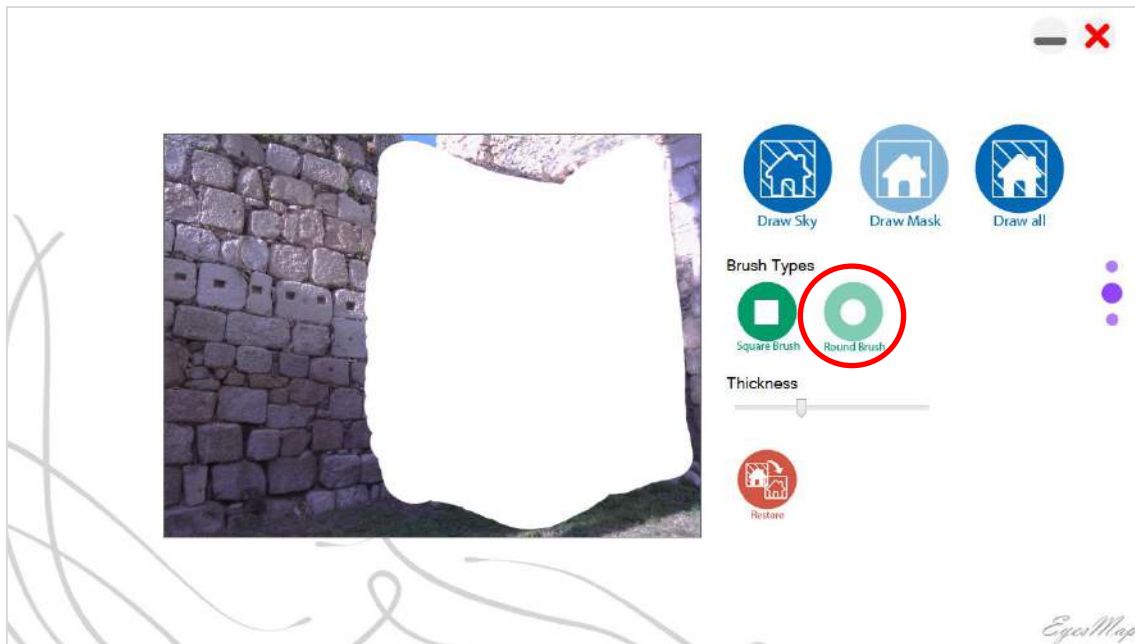 Draw Sky
Draw Mask
Draw all
Brush Types
Square Brush
Round Brush
Thickness
Restore
EyesMap